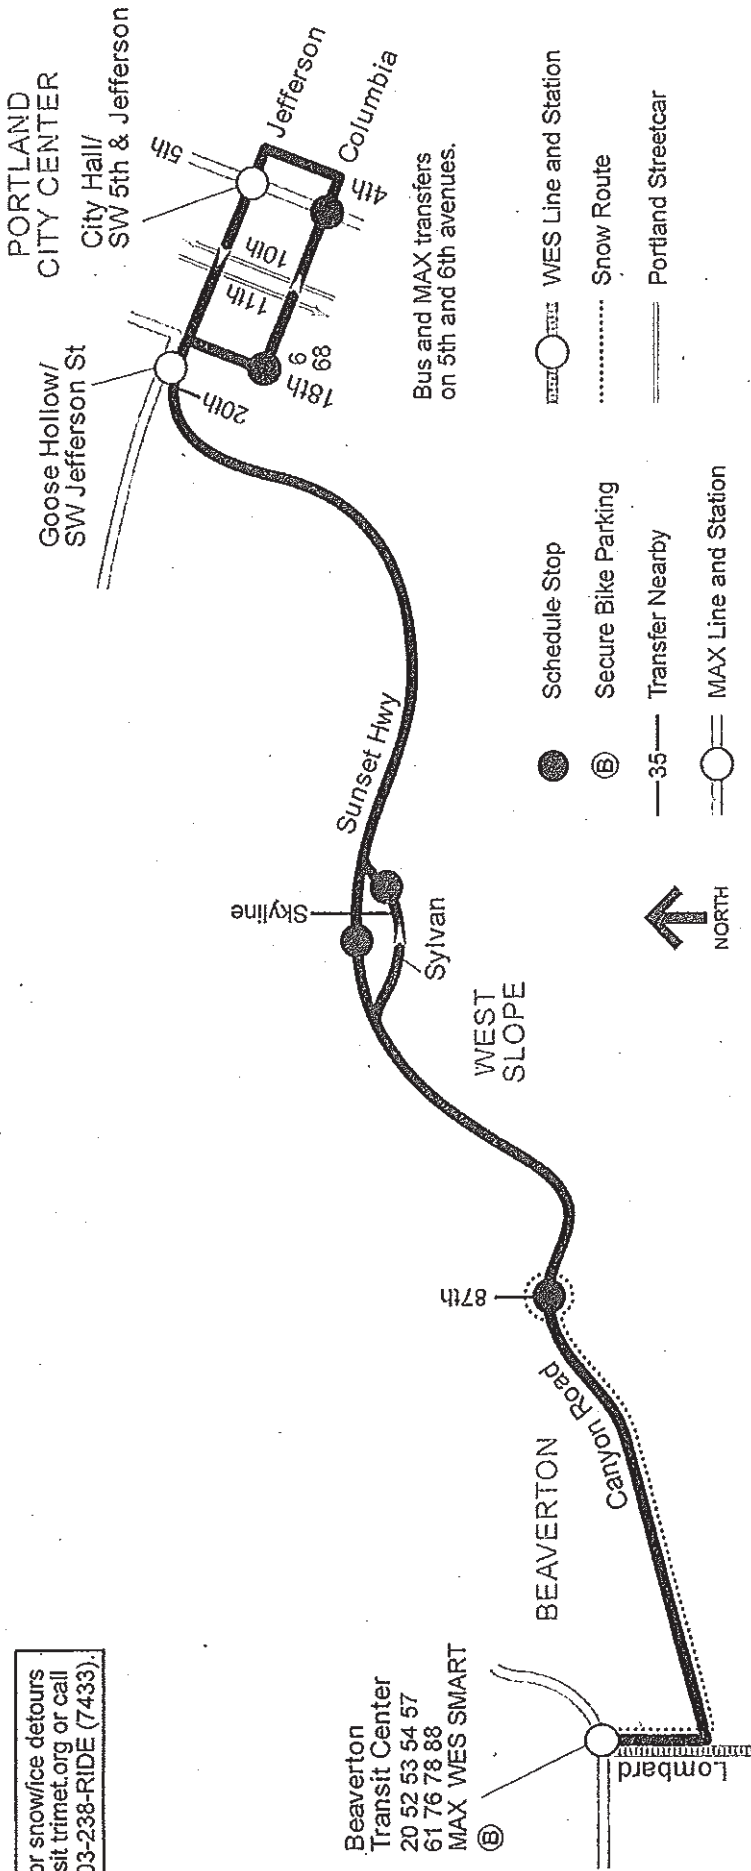 or snow/ice detours
sit trimet.org or call
03-238-RIDE (7433).
Beaverton
Transit Center
20 52 53 54 57
61 76 78 88
MAX WES SMART
B
Lombard
BEAVERTON
Canyon Road
87th
WEST
SLOPE
Sylvan
Skyline
Sunset Hwy
Goose Hollow/
SW Jefferson St
20th
18th
6
68
11th
10th
PORTLAND
CITY CENTER
City Hall/
SW 5th & Jefferson
5th
4th
Jefferson
Columbia
Bus and MAX transfers
on 5th and 6th avenues.
NORTH
Schedule Stop
B Secure Bike Parking
35 Transfer Nearby
MAX Line and Station
WES Line and Station
Snow Route
Portland Streetcar